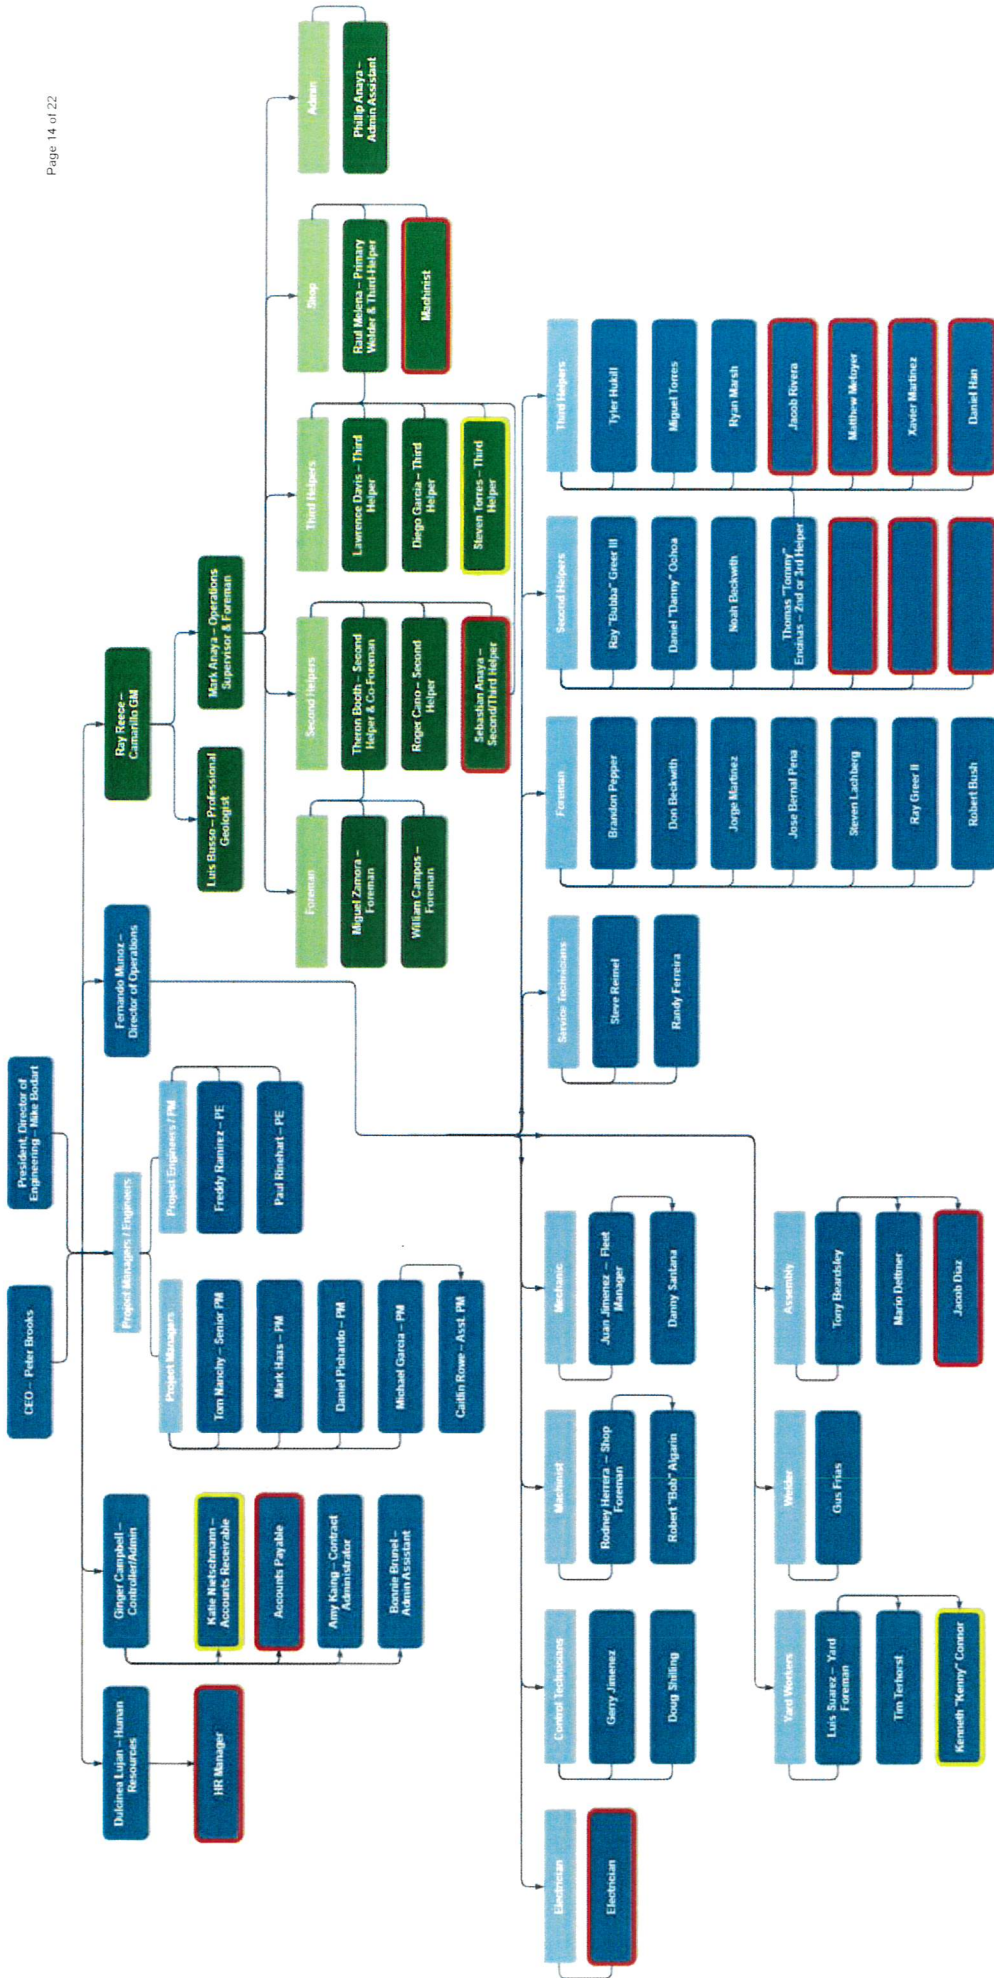 Page 14 of 22
CEO – Peter Brooks
President, Director of
Engineering – Mike Bodart
Dulcinea Lujan – Human
Resources
HR Manager
Ginger Campbell –
Controller/Admin
Katie Nietschmann –
Accounts Receivable
Accounts Payable
Amy Kaing – Contract
Administrator
Bonnie Brunel –
Admin Assistant
Project Managers / Engineers
Project Managers
Tom Nanchy – Senior PM
Mark Haas – PM
Daniel Pichardo – PM
Michael Garcia – PM
Caitlin Rowe – Asst. PM
Project Engineers / PM
Freddy Ramirez – PE
Paul Rinehart – PE
Fernando Munoz –
Director of Operations
Ray Reece –
Camarillo GM
Luis Busso – Professional
Geologist
Mark Anaya – Operations
Supervisor & Foreman
Foreman
Miguel Zamora –
Foreman
William Campos –
Foreman
Second Helpers
Theron Booth – Second
Helper & Co-Foreman
Roger Cano – Second
Helper
Sebastian Anaya –
Second/Third Helper
Third Helpers
Lawrence Davis – Third
Helper
Diego Garcia – Third
Helper
Steven Torres – Third
Helper
Shop
Raul Melena – Primary
Welder & Third-Helper
Machinist
Admin
Phillip Anaya –
Admin Assistant
Electrician
Electrician
Control Technicians
Gerry Jimenez
Doug Shilling
Machinist
Rodney Herrera – Shop
Foreman
Robert "Bob" Algarin
Mechanic
Juan Jimenez – Fleet
Manager
Danny Santana
Service Technicians
Steve Reimel
Randy Ferreira
Foreman
Brandon Pepper
Don Beckwith
Jorge Martinez
Jose Bernal Pena
Steven Lachberg
Ray Greer II
Robert Bush
Second Helpers
Ray "Bubba" Greer III
Daniel "Danny" Ochoa
Noah Beckwith
Thomas "Tommy"
Encinas – 2nd or 3rd Helper
Third Helpers
Tyler Hukill
Miguel Torres
Ryan Marsh
Jacob Rivera
Matthew Metoyer
Xavier Martinez
Daniel Han
Yard Workers
Luis Suarez – Yard
Foreman
Tim Terhorst
Kenneth "Kenny" Connor
Welder
Gus Frias
Assembly
Tony Beardsley
Mario Dettmer
Jacob Diaz